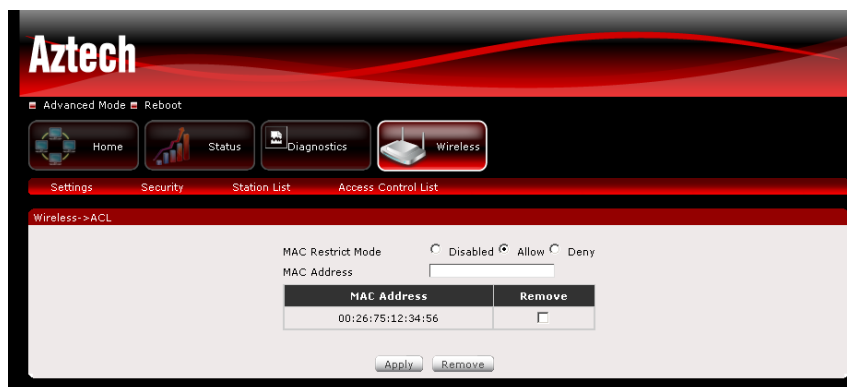 Aztech
Advanced Mode Reboot
Home Status Diagnostics Wireless
Settings Security Station List Access Control List
Wireless->ACL
MAC Restrict Mode Disabled Allow Deny
MAC Address
MAC Address Remove
00:26:75:12:34:56
Apply Remove